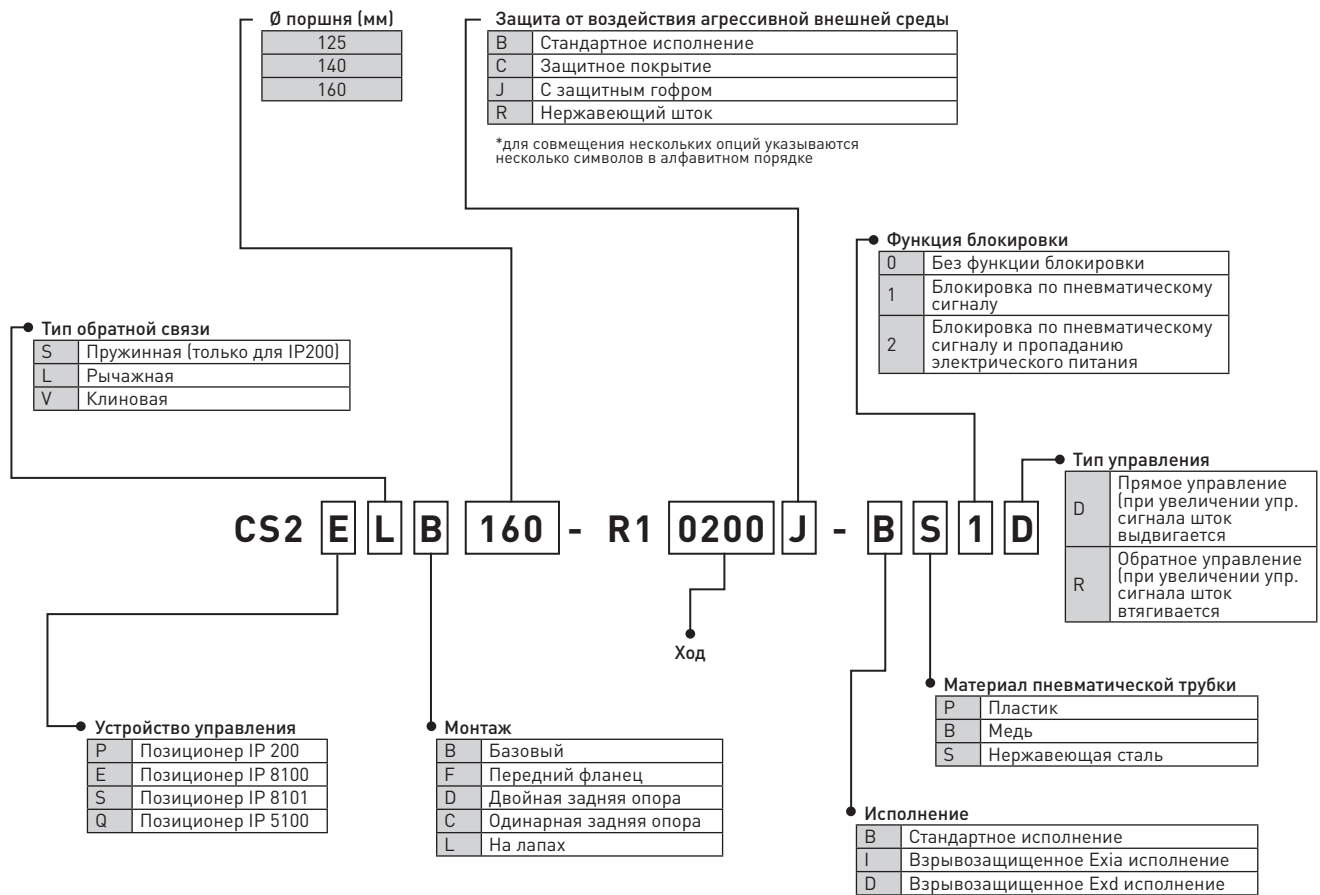 Ø поршня (мм)
125
140
160
Защита от воздействия агрессивной внешней среды
B Стандартное исполнение
C Защитное покрытие
J С защитным гофром
R Нержавеющий шток
*для совмещения нескольких опций указываются
несколько символов в алфавитном порядке
Функция блокировки
0 Без функции блокировки
1 Блокировка по пневматическому
сигналу
2 Блокировка по пневматическому
сигналу и пропаданию
электрического питания
Тип обратной связи
S Пружинная (только для IP200)
L Рычажная
V Клиновая
Тип управления
D Прямое управление
(при увеличении упр.
сигнала шток
выдвигается
R Обратное управление
(при увеличении упр.
сигнала шток
втягивается
CS2 E L B 160 - R1 0200 J - B S 1 D
Ход
Материал пневматической трубки
P Пластик
B Медь
S Нержавеющая сталь
Устройство управления
P Позиционер IP 200
E Позиционер IP 8100
S Позиционер IP 8101
Q Позиционер IP 5100
Монтаж
B Базовый
F Передний фланец
D Двойная задняя опора
C Одинарная задняя опора
L На лапах
Исполнение
B Стандартное исполнение
I Взрывозащищенное Exia исполнение
D Взрывозащищенное Exd исполнение